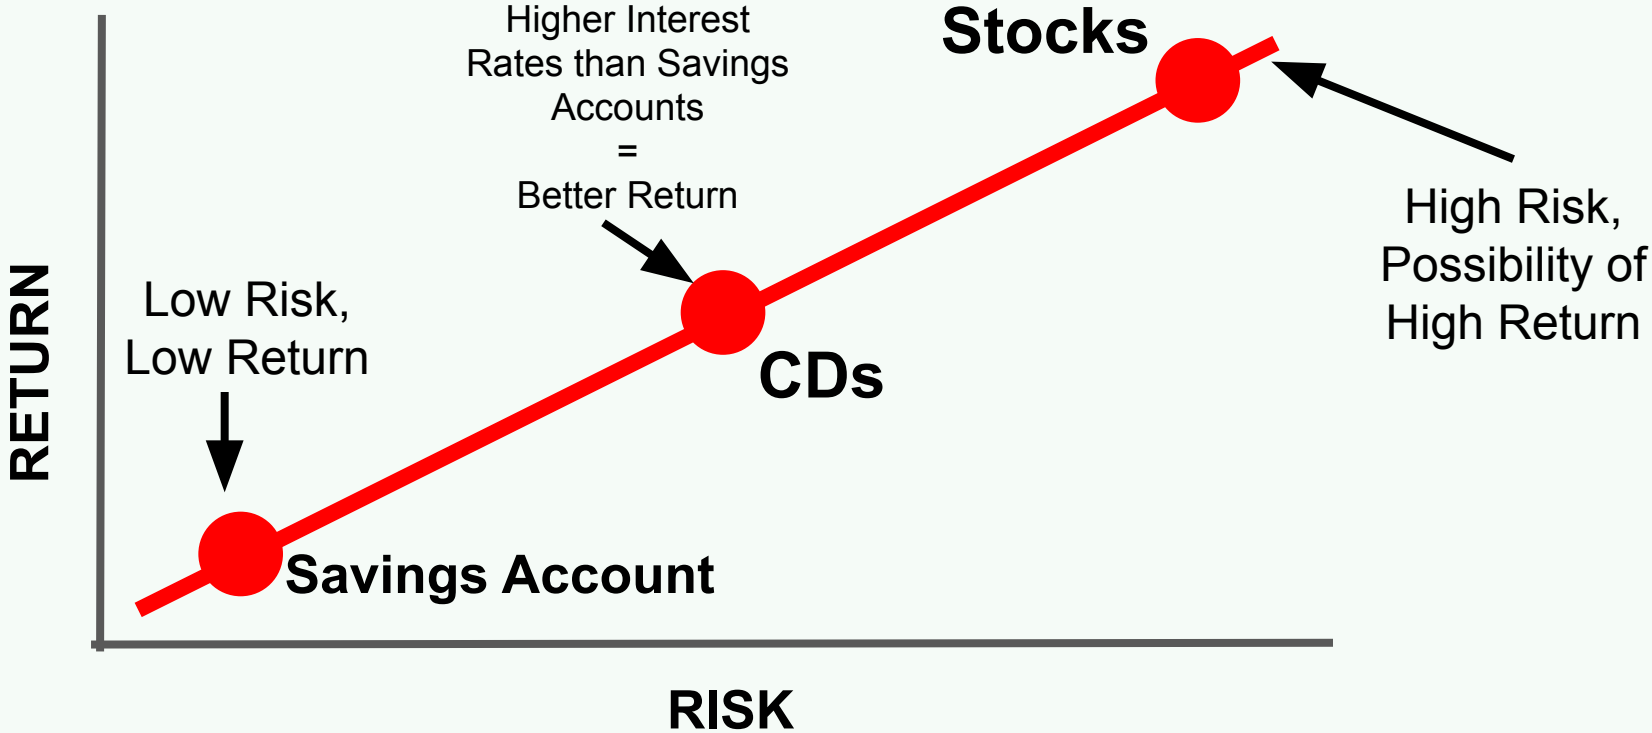 Higher Interest
Rates than Savings
Accounts
=
Better Return
Stocks
High Risk,
Possibility of
High Return
Low Risk,
Low Return
CDs
Savings Account
RETURN
RISK